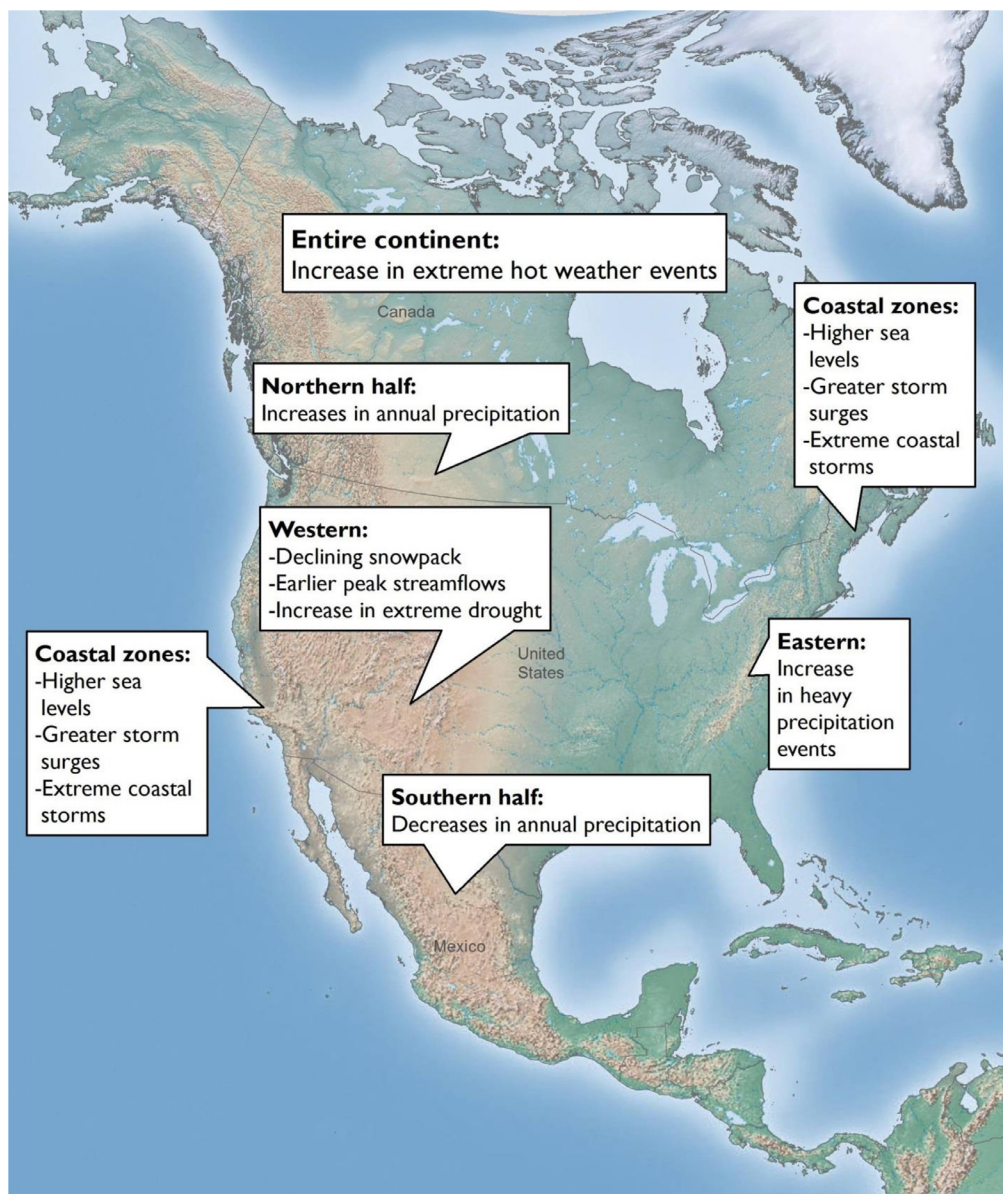 Entire continent:
Increase in extreme hot weather events
Canada
Coastal zones:
-Higher sea
levels
-Greater storm
surges
-Extreme coastal
storms
Northern half:
Increases in annual precipitation
Western:
-Declining snowpack
-Earlier peak streamflows
-Increase in extreme drought
United
States
Eastern:
Increase
in heavy
precipitation
events
Coastal zones:
-Higher sea
levels
-Greater storm
surges
-Extreme coastal
storms
Southern half:
Decreases in annual precipitation
Mexico